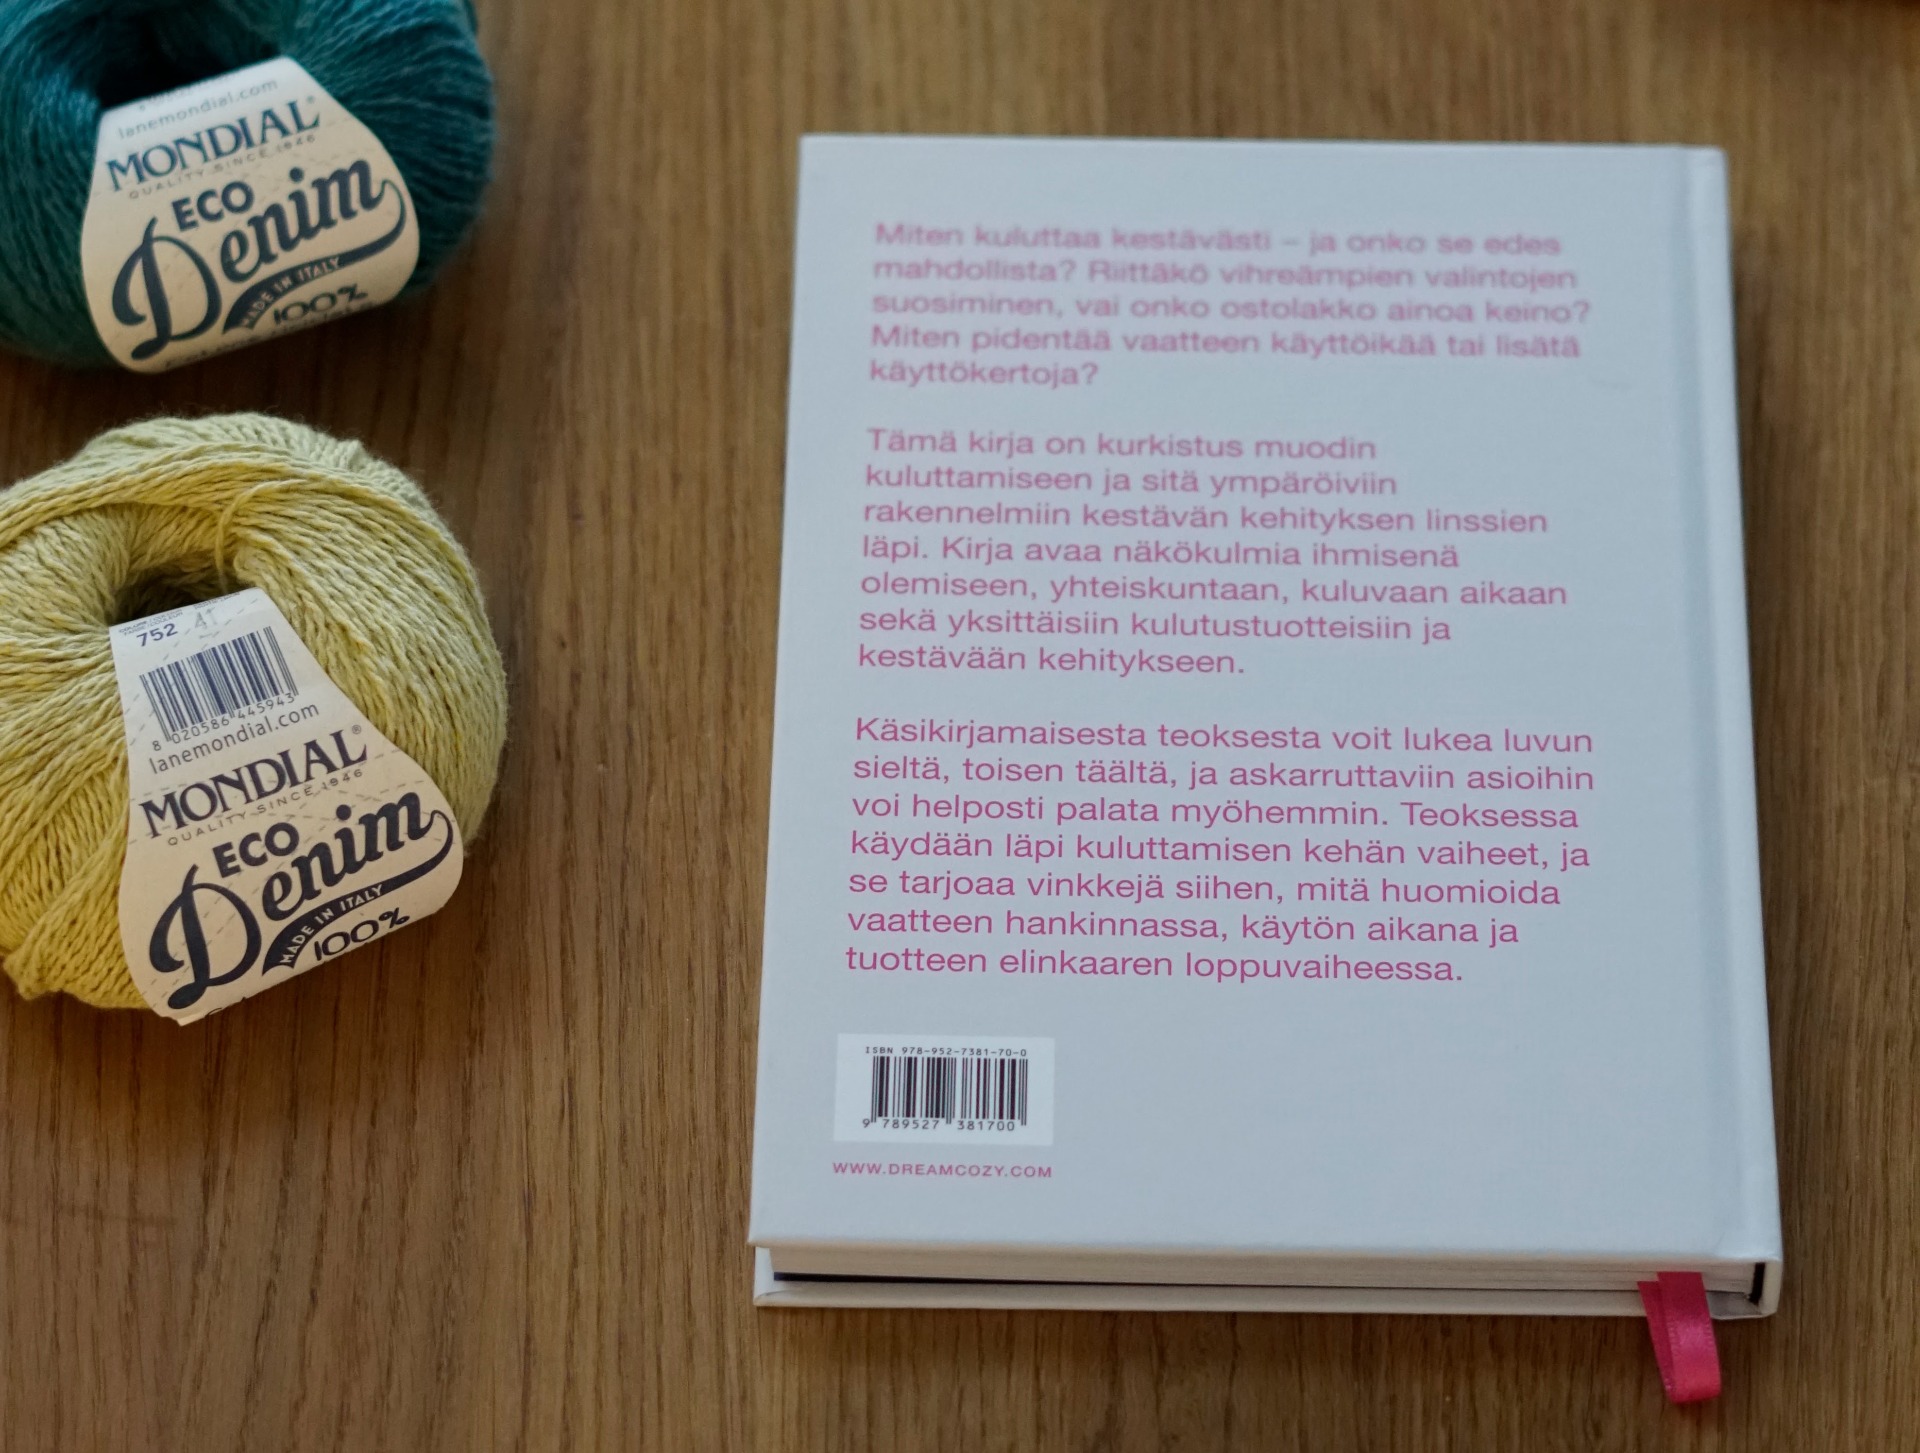 lanemondial.com
MONDIAL®
QUALITY SINCE 1946
ECO
Denim
MADE IN ITALY
100%
752 41
8 020586 445943
lanemondial.com
MONDIAL®
QUALITY SINCE 1946
ECO
Denim
MADE IN ITALY
100%
Miten kuluttaa kestävästi – ja onko se edes
mahdollista? Riittäkö vihreämpien valintojen
suosiminen, vai onko ostolakko ainoa keino?
Miten pidentää vaatteen käyttöikää tai lisätä
käyttökertoja?
Tämä kirja on kurkistus muodin
kuluttamiseen ja sitä ympäröiviin
rakennelmiin kestävän kehityksen linssien
läpi. Kirja avaa näkökulmia ihmisenä
olemiseen, yhteiskuntaan, kuluvaan aikaan
sekä yksittäisiin kulutustuotteisiin ja
kestävään kehitykseen.
Käsikirjamaisesta teoksesta voit lukea luvun
sieltä, toisen täältä, ja askarruttaviin asioihin
voi helposti palata myöhemmin. Teoksessa
käydään läpi kuluttamisen kehän vaiheet, ja
se tarjoaa vinkkejä siihen, mitä huomioida
vaatteen hankinnassa, käytön aikana ja
tuotteen elinkaaren loppuvaiheessa.
ISBN 978-952-7381-70-0
9 789527 381700
WWW.DREAMCOZY.COM